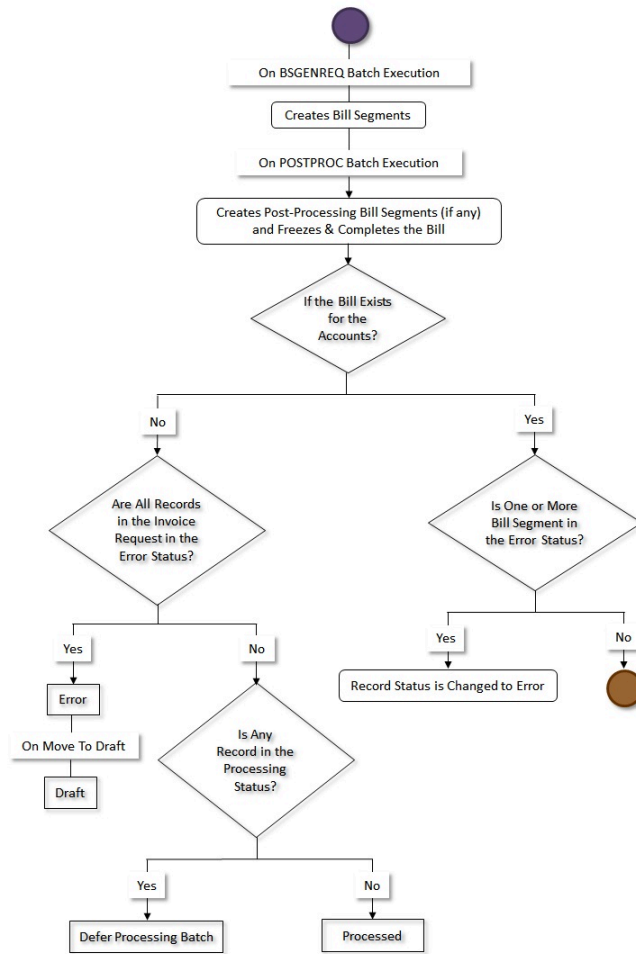 On BSGENREQ Batch Execution
Creates Bill Segments
On POSTPROC Batch Execution
Creates Post-Processing Bill Segments (if any)
and Freezes & Completes the Bill
If the Bill Exists
for the
Accounts?
No
Yes
Are All Records
in the Invoice
Request in the
Error Status?
Is One or More
Bill Segment in
the Error Status?
Yes
No
Yes
No
Error
Record Status is Changed to Error
On Move To Draft
Draft
Is Any
Record in the
Processing
Status?
Yes
No
Defer Processing Batch
Processed